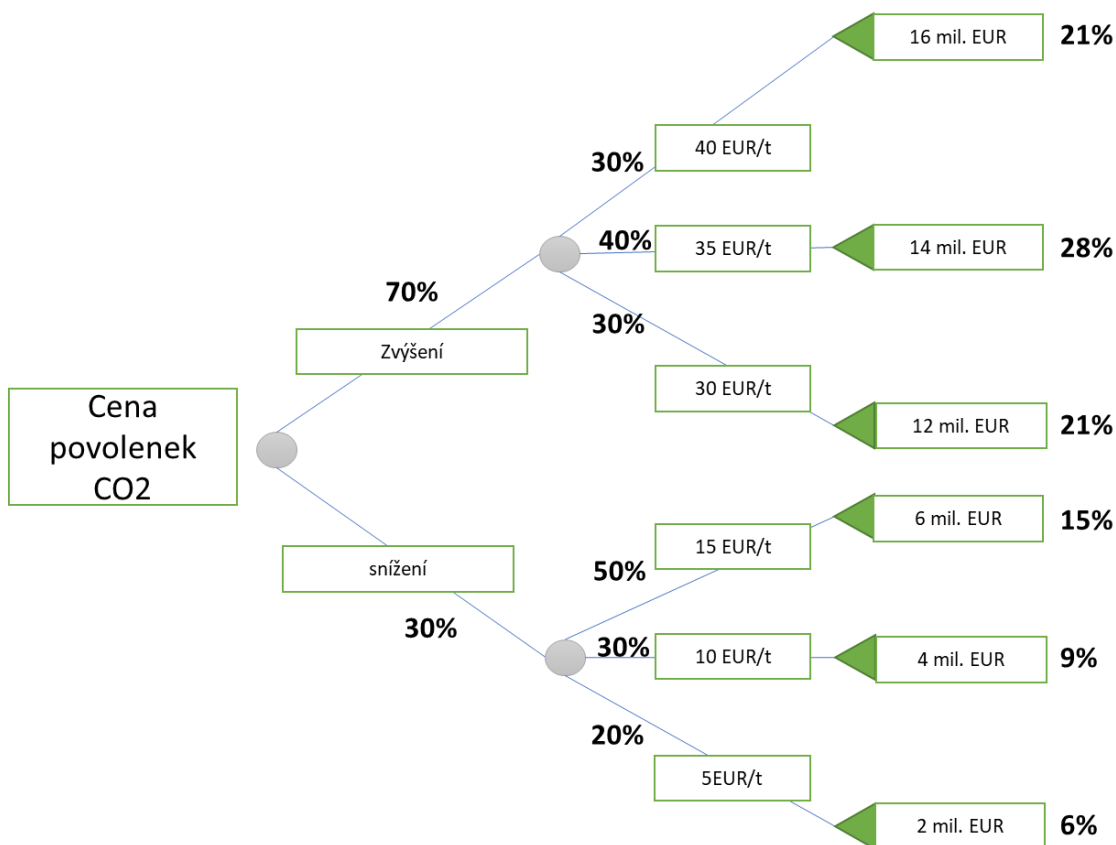 16 mil. EUR 21%
40 EUR/t
30%
40% 35 EUR/t 14 mil. EUR 28%
70%
30%
Zvýšení
30 EUR/t
Cena
povolenek
CO2
12 mil. EUR 21%
6 mil. EUR 15%
15 EUR/t
snížení
50%
30%
30% 10 EUR/t 4 mil. EUR 9%
20%
5EUR/t
2 mil. EUR 6%